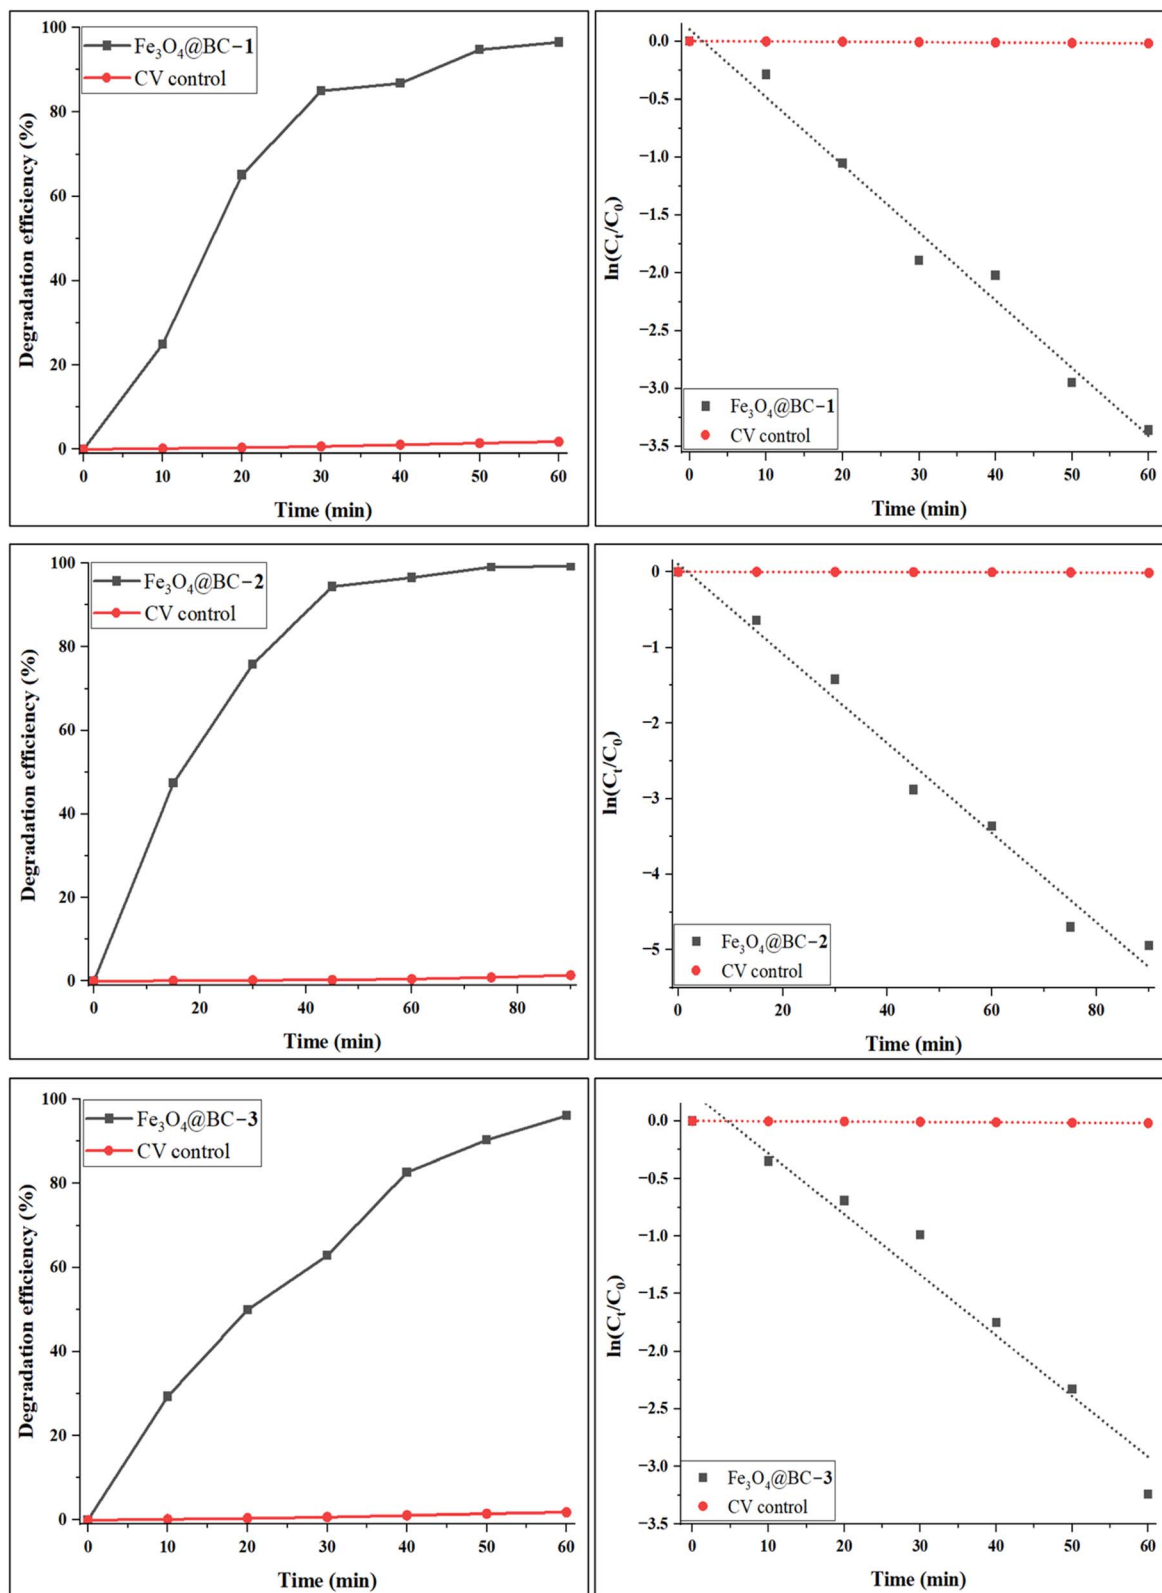 Fe₃O₄@BC−1
CV control
100
80
60
40
20
0
Degradation efficiency (%)
0 10 20 30 40 50 60
Time (min)
0.0
−0.5
−1.0
−1.5
−2.0
−2.5
−3.0
−3.5
ln(Cₜ/C₀)
Fe₃O₄@BC−1
CV control
0 10 20 30 40 50 60
Time (min)
Fe₃O₄@BC−2
CV control
100
80
60
40
20
0
Degradation efficiency (%)
0 20 40 60 80
Time (min)
0
−1
−2
−3
−4
−5
ln(Cₜ/C₀)
Fe₃O₄@BC−2
CV control
0 20 40 60 80
Time (min)
Fe₃O₄@BC−3
CV control
100
80
60
40
20
0
Degradation efficiency (%)
0 10 20 30 40 50 60
Time (min)
0.0
−0.5
−1.0
−1.5
−2.0
−2.5
−3.0
−3.5
ln(Cₜ/C₀)
Fe₃O₄@BC−3
CV control
0 10 20 30 40 50 60
Time (min)